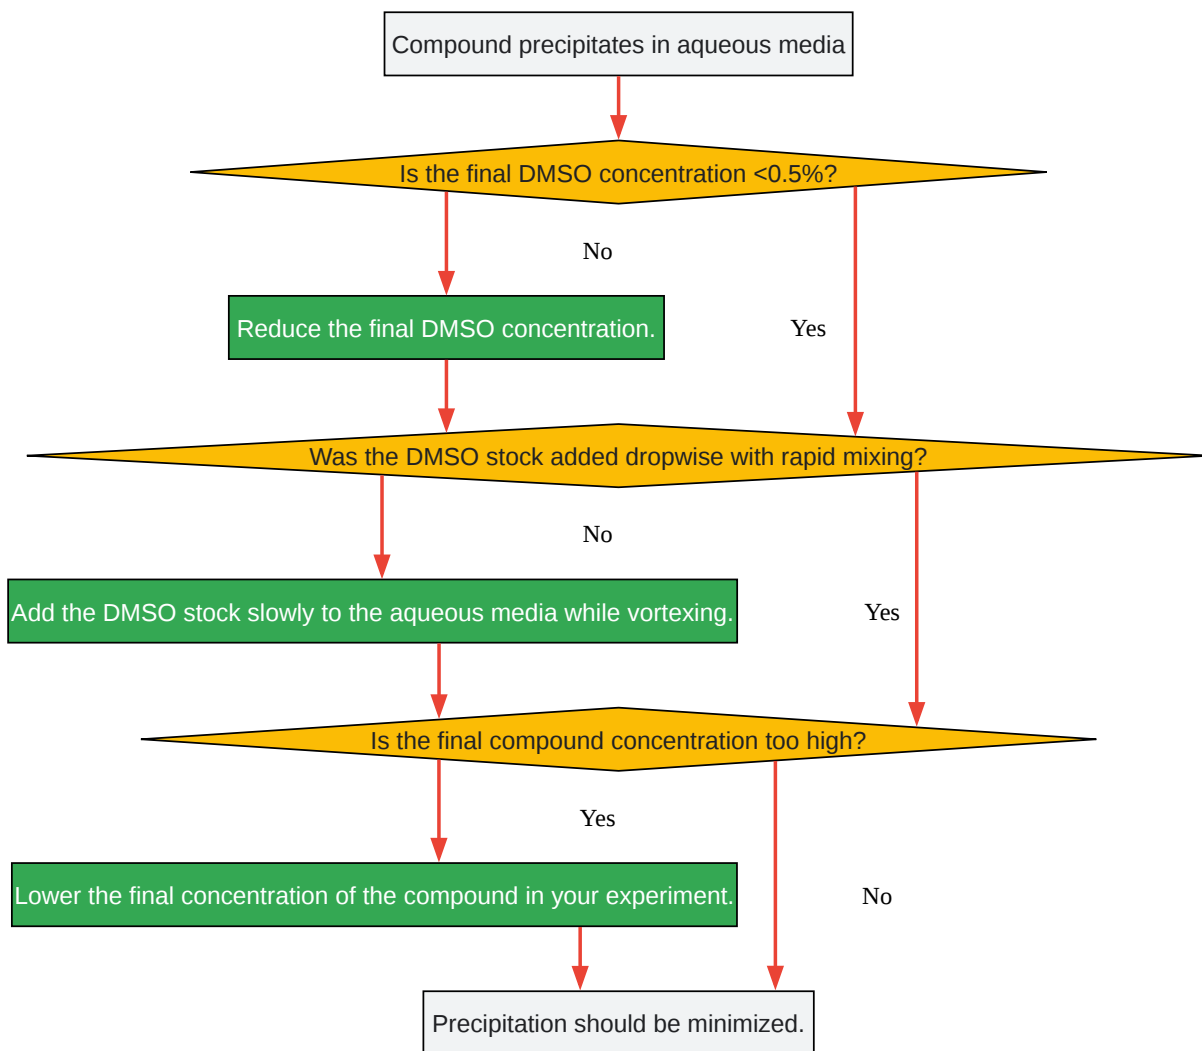 Compound precipitates in aqueous media
Is the final DMSO concentration <0.5%?
No
Reduce the final DMSO concentration.
Yes
Was the DMSO stock added dropwise with rapid mixing?
No
Add the DMSO stock slowly to the aqueous media while vortexing.
Yes
Is the final compound concentration too high?
Yes
Lower the final concentration of the compound in your experiment.
No
Precipitation should be minimized.